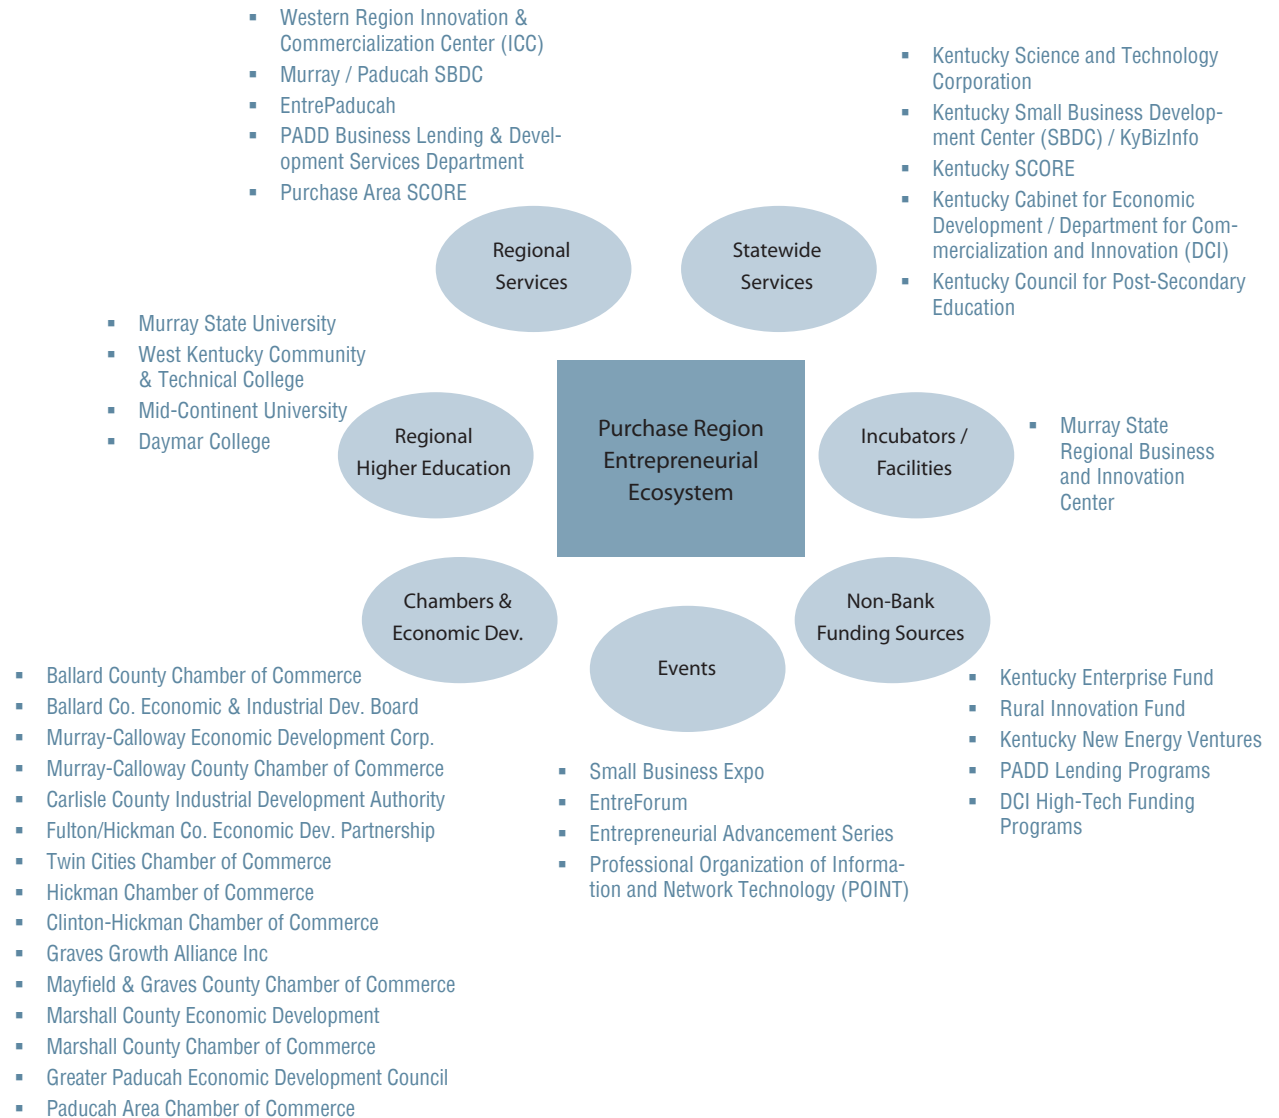 ▪ Western Region Innovation &
Commercialization Center (ICC)
▪ Murray / Paducah SBDC
▪ EntrePaducah
▪ PADD Business Lending & Devel-
opment Services Department
▪ Purchase Area SCORE
▪ Kentucky Science and Technology
Corporation
▪ Kentucky Small Business Develop-
ment Center (SBDC) / KyBizInfo
▪ Kentucky SCORE
▪ Kentucky Cabinet for Economic
Development / Department for Com-
mercialization and Innovation (DCI)
▪ Kentucky Council for Post-Secondary
Education
Regional
Services
Statewide
Services
▪ Murray State University
▪ West Kentucky Community
& Technical College
▪ Mid-Continent University
▪ Daymar College
Regional
Higher Education
Purchase Region
Entrepreneurial
Ecosystem
Incubators /
Facilities
▪ Murray State
Regional Business
and Innovation
Center
Chambers &
Economic Dev.
Events
Non-Bank
Funding Sources
▪ Ballard County Chamber of Commerce
▪ Ballard Co. Economic & Industrial Dev. Board
▪ Murray-Calloway Economic Development Corp.
▪ Murray-Calloway County Chamber of Commerce
▪ Carlisle County Industrial Development Authority
▪ Fulton/Hickman Co. Economic Dev. Partnership
▪ Twin Cities Chamber of Commerce
▪ Hickman Chamber of Commerce
▪ Clinton-Hickman Chamber of Commerce
▪ Graves Growth Alliance Inc
▪ Mayfield & Graves County Chamber of Commerce
▪ Marshall County Economic Development
▪ Marshall County Chamber of Commerce
▪ Greater Paducah Economic Development Council
▪ Paducah Area Chamber of Commerce
▪ Small Business Expo
▪ EntreForum
▪ Entrepreneurial Advancement Series
▪ Professional Organization of Informa-
tion and Network Technology (POINT)
▪ Kentucky Enterprise Fund
▪ Rural Innovation Fund
▪ Kentucky New Energy Ventures
▪ PADD Lending Programs
▪ DCI High-Tech Funding
Programs